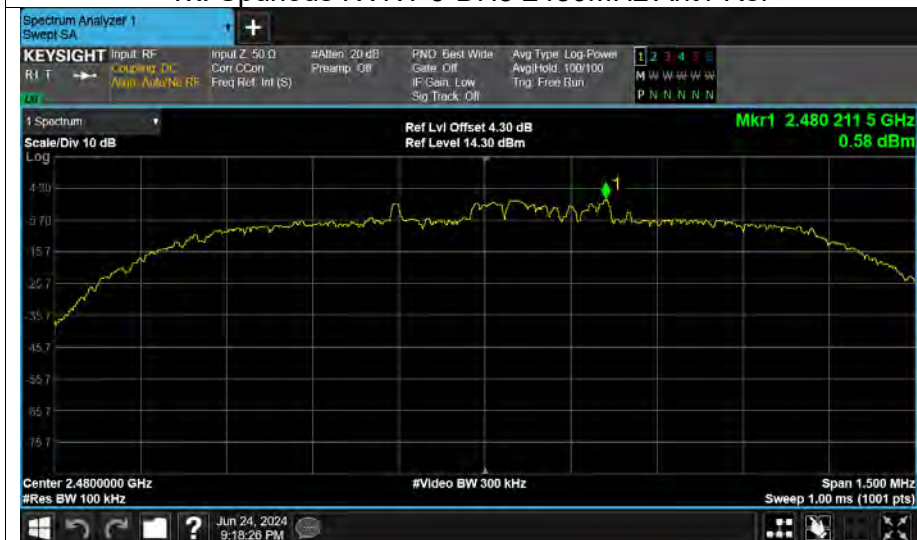 Spectrum Analyzer 1
Swept SA
+
KEYSIGHT Input: RF Input Z: 50 Ω #Atten: 20 dB PNO: Best Wide Avg Type: Log-Power 1 2 3 4 5 6
R L T Coupling: DC Corr CCorr Preamp: Off Gate: Off Avg|Hold: 100/100 M W W W W W
Align: Auto/No RF Freq Ref: Int (S) IF Gain: Low Trig: Free Run
Sig Track: Off P N N N N N
1 Spectrum
Ref Lvl Offset 4.30 dB Mkr1 2.480 211 5 GHz
Scale/Div 10 dB Ref Level 14.30 dBm 0.58 dBm
Log
1
4.30
-5.70
-15.7
-25.7
-35.7
-45.7
-55.7
-65.7
-75.7
Center 2.4800000 GHz #Video BW 300 kHz Span 1.500 MHz
#Res BW 100 kHz Sweep 1.00 ms (1001 pts)
? Jun 24, 2024
9:18:26 PM